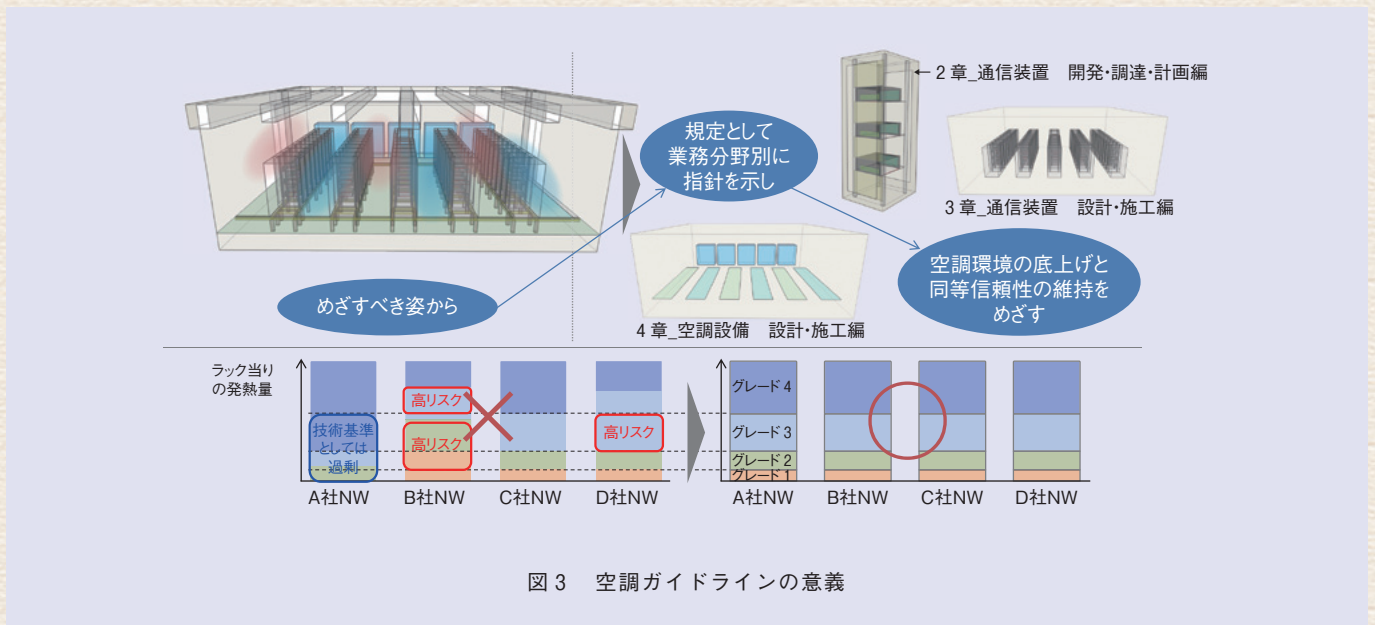 2章_通信装置　開発・調達・計画編
規定として
業務分野別に
指針を示し
3章_通信装置　設計・施工編
空調環境の底上げと
同等信頼性の維持を
めざす
めざすべき姿から
4章_空調設備　設計・施工編
ラック当り
の発熱量
技術基準
としては
過剰
高リスク
高リスク
高リスク
A社NW
B社NW
C社NW
D社NW
グレード4
グレード3
グレード2
グレード1
A社NW
B社NW
C社NW
D社NW
図3　空調ガイドラインの意義